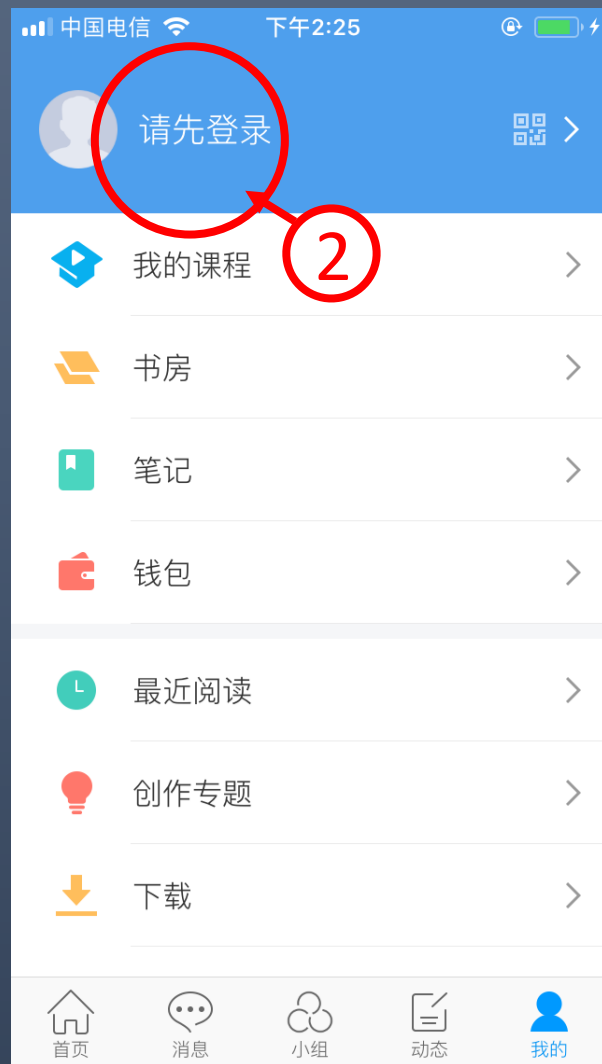 中国电信 下午2:25
请先登录
2
我的课程
书房
笔记
钱包
最近阅读
创作专题
下载
首页 消息 小组 动态 我的